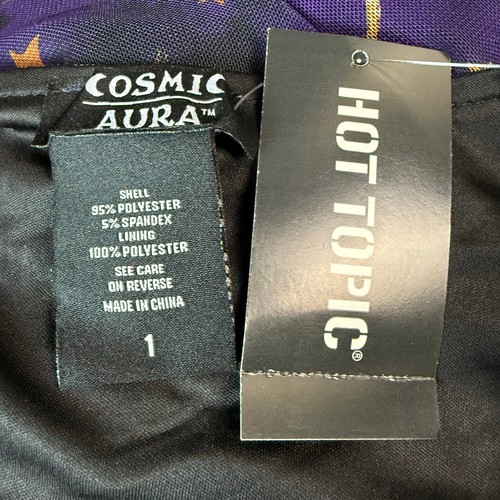 COSMIC
AURA™
SHELL
95% POLYESTER
5% SPANDEX
LINING
100% POLYESTER
SEE CARE
ON REVERSE
MADE IN CHINA
1
HOT TOPIC®